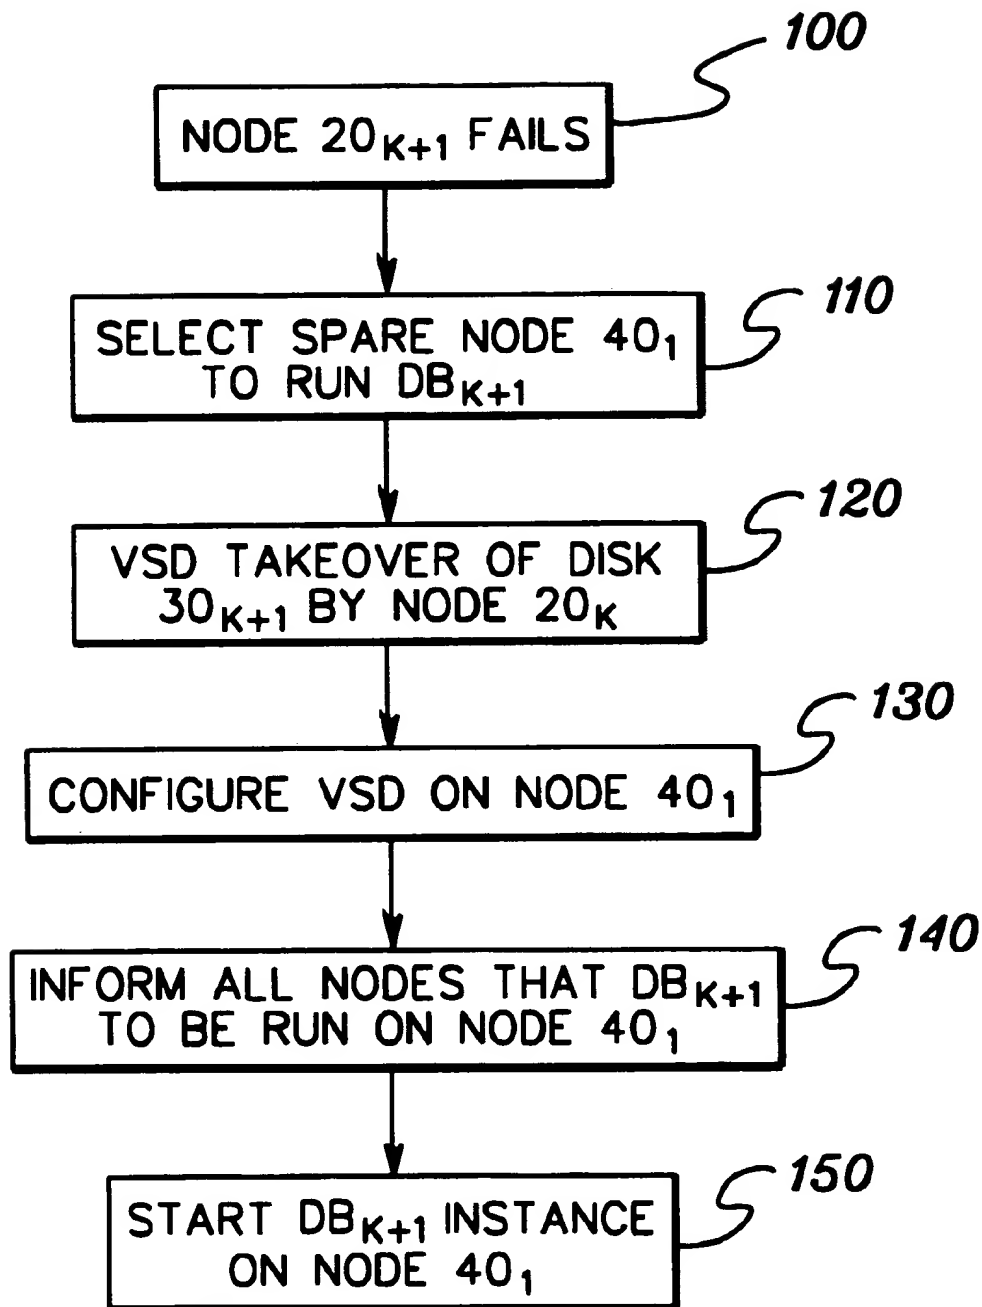 100
NODE 20K+1 FAILS
110
SELECT SPARE NODE 401
TO RUN DBK+1
120
VSD TAKEOVER OF DISK
30K+1 BY NODE 20K
130
CONFIGURE VSD ON NODE 401
140
INFORM ALL NODES THAT DBK+1
TO BE RUN ON NODE 401
150
START DBK+1 INSTANCE
ON NODE 401